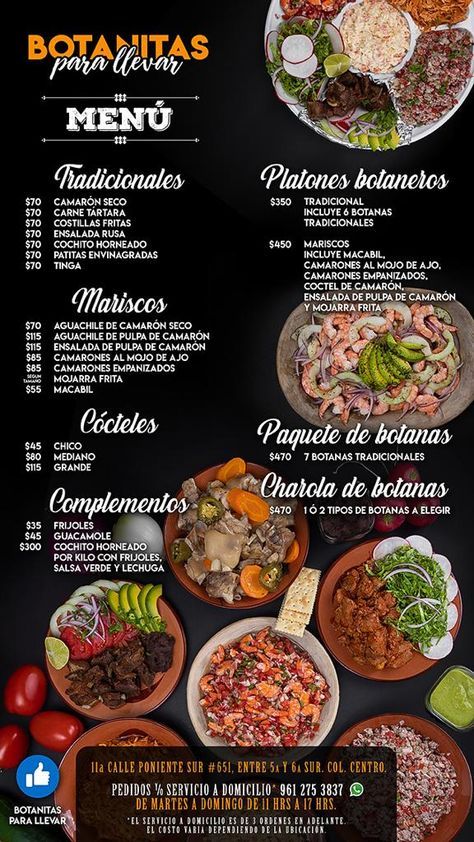 BOTANITAS
para llevar
MENÚ
Tradicionales
$70 CAMARÓN SECO
$70 CARNE TÁRTARA
$70 COSTILLAS FRITAS
$70 ENSALADA RUSA
$70 COCHITO HORNEADO
$70 PATITAS ENVINAGRADAS
$70 TINGA
Mariscos
$70 AGUACHILE DE CAMARÓN SECO
$115 AGUACHILE DE PULPA DE CAMARÓN
$115 ENSALADA DE PULPA DE CAMARÓN
$85 CAMARONES AL MOJO DE AJO
$85 CAMARONES EMPANIZADOS
SEGUN TAMAÑO MOJARRA FRITA
$55 MACABIL
Cócteles
$45 CHICO
$80 MEDIANO
$115 GRANDE
Complementos
$35 FRIJOLES
$45 GUACAMOLE
$300 COCHITO HORNEADO
POR KILO CON FRIJOLES,
SALSA VERDE Y LECHUGA
Platones botaneros
$350 TRADICIONAL
INCLUYE 6 BOTANAS
TRADICIONALES
$450 MARISCOS
INCLUYE MACABIL,
CAMARONES AL MOJO DE AJO,
CAMARONES EMPANIZADOS,
COCTEL DE CAMARÓN,
ENSALADA DE PULPA DE CAMARÓN
Y MOJARRA FRITA
Paquete de botanas
$470 7 BOTANAS TRADICIONALES
Charola de botanas
$470 1 Ó 2 TIPOS DE BOTANAS A ELEGIR
11a CALLE PONIENTE SUR #651, ENTRE 5a Y 6a SUR. COL. CENTRO.
PEDIDOS Y/O SERVICIO A DOMICILIO* 961 275 3837
DE MARTES A DOMINGO DE 11 HRS A 17 HRS.
*EL SERVICIO A DOMICILIO ES DE 3 ORDENES EN ADELANTE.
EL COSTO VARIA DEPENDIENDO DE LA UBICACIÓN.
BOTANITAS
PARA LLEVAR